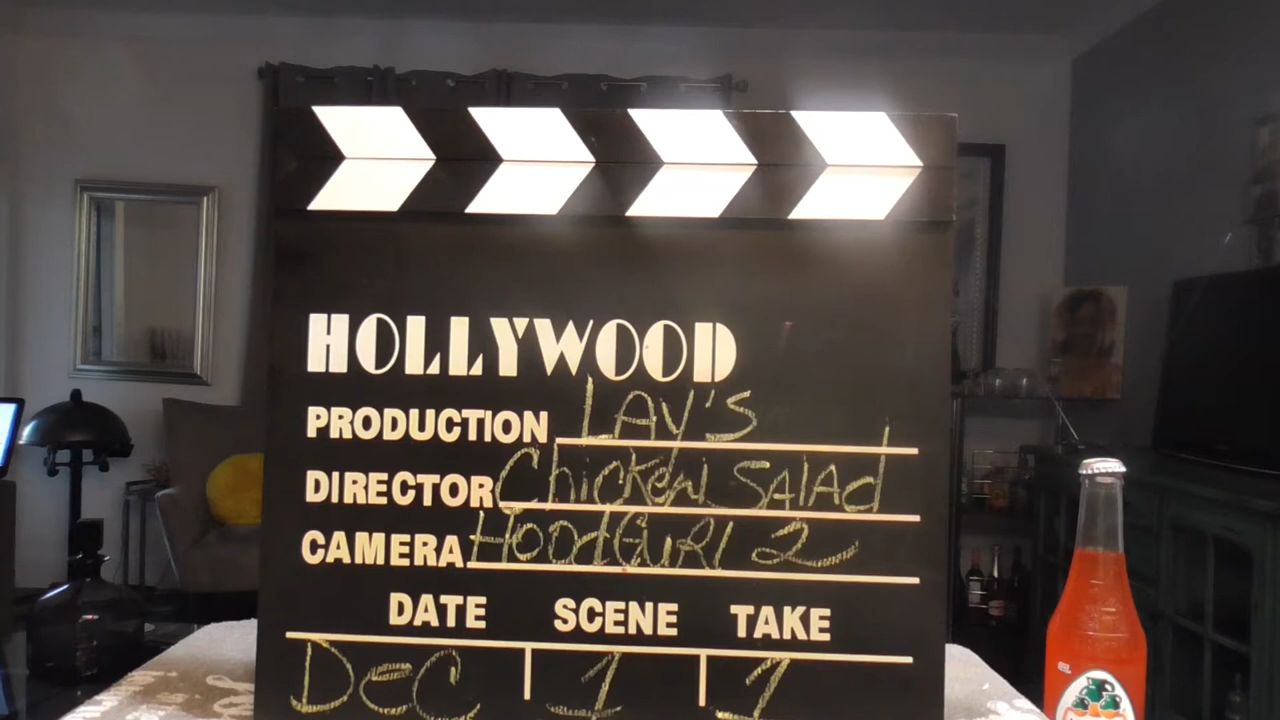 HOLLYWOOD
PRODUCTION LAY'S
DIRECTOR Chicken SALAd
CAMERA HoodGuRl 2
DATE SCENE TAKE
DEC 1 1